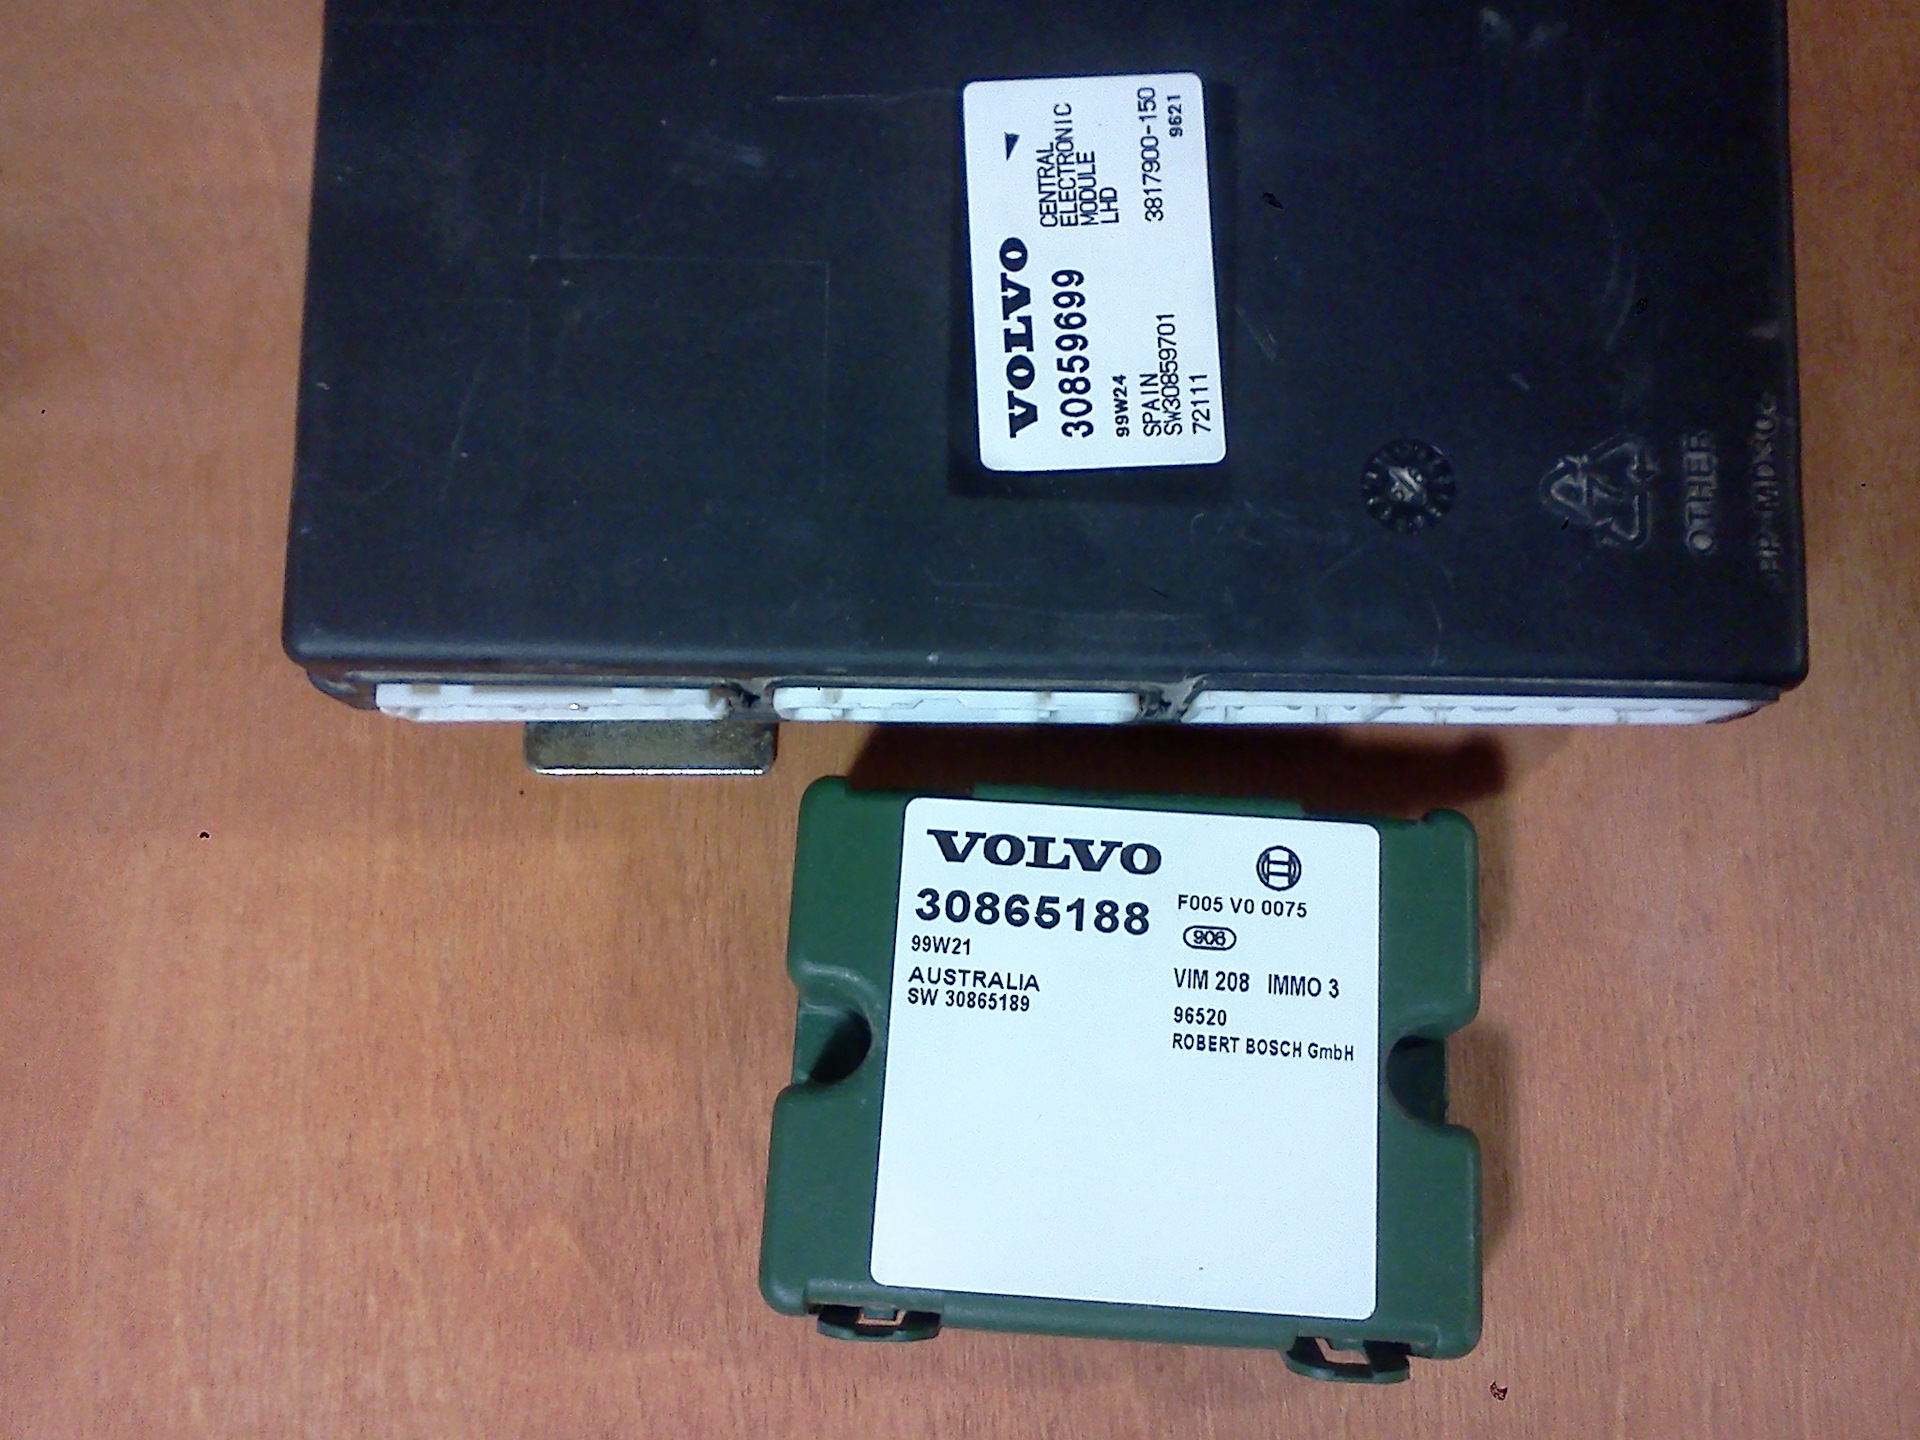 VOLVO
30859699
CENTRAL
ELECTRONIC
MODULE
LHD
99W24
SPAIN
SW30859701
72111
3817900-150
9621
OTHER
VOLVO
30865188
99W21
AUSTRALIA
SW 30865189
F005 V0 0075
906
VIM 208 IMMO 3
96520
ROBERT BOSCH GmbH